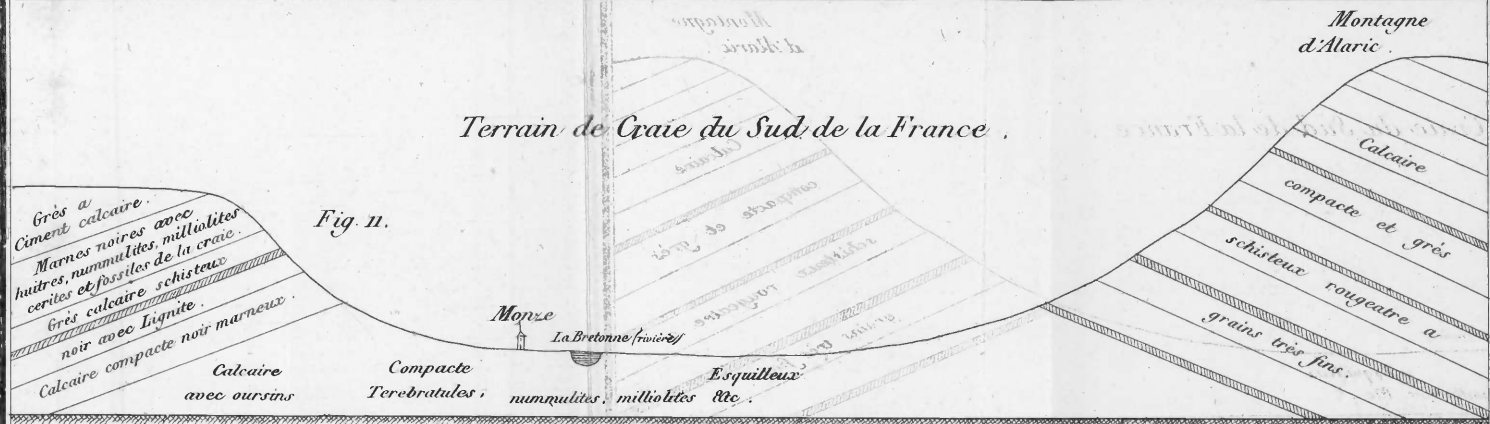 Montagne
d'Alaric.
Terrain de Craie du Sud de la France.
Fig. 11.
Grès a
Ciment calcaire.
Marnes noires avec
huitres, nummulites, milliolites
cerites et fossiles de la craie.
Grès calcaire schisteux
noir avec Lignite.
Calcaire compacte noir marneux.
Monze
La Bretonne (rivière)
Calcaire Compacte Esquilleux
avec oursins Terebratules, nummulites, milliolites &c.
Calcaire
compacte et grès
schisteux rougeatre a
grains très fins.